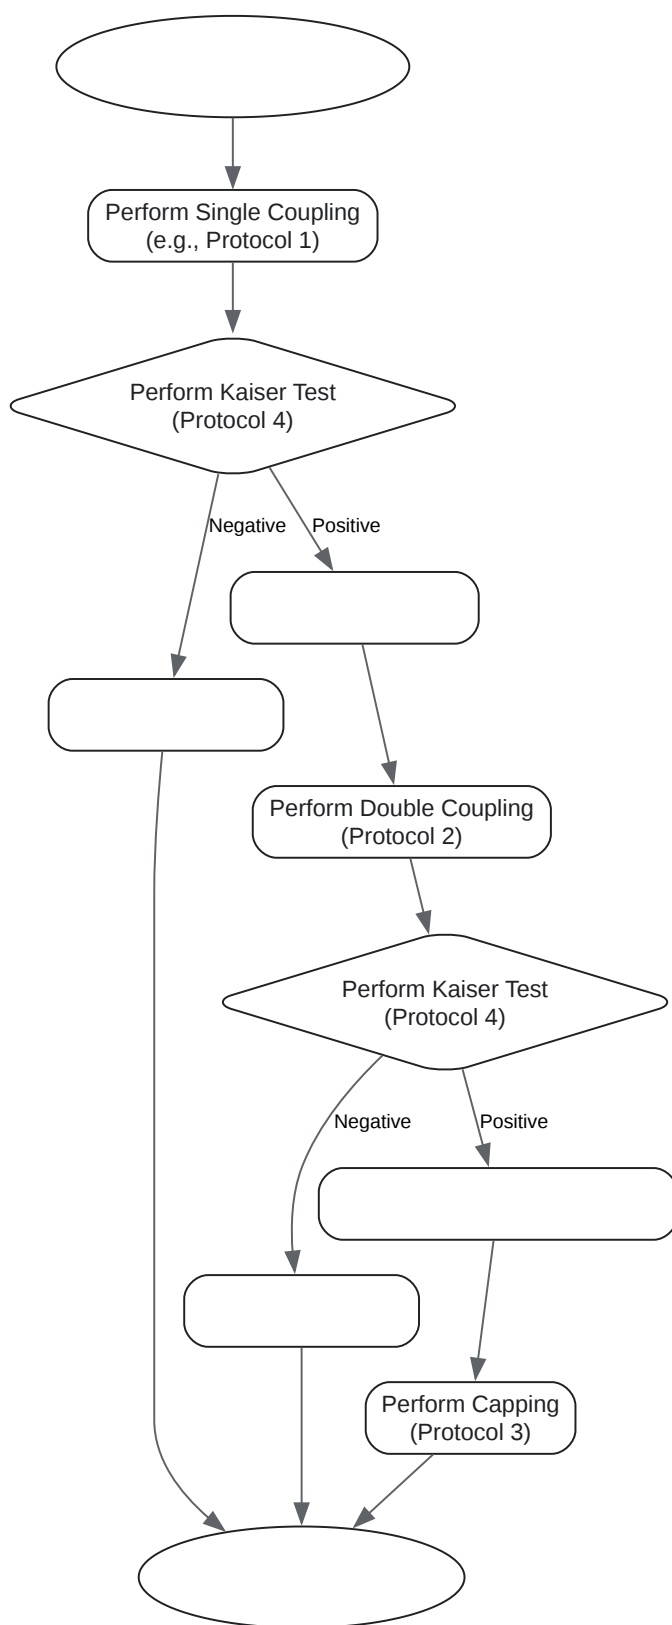 Perform Single Coupling
(e.g., Protocol 1)
Perform Kaiser Test
(Protocol 4)
Negative
Positive
Perform Double Coupling
(Protocol 2)
Perform Kaiser Test
(Protocol 4)
Negative
Positive
Perform Capping
(Protocol 3)